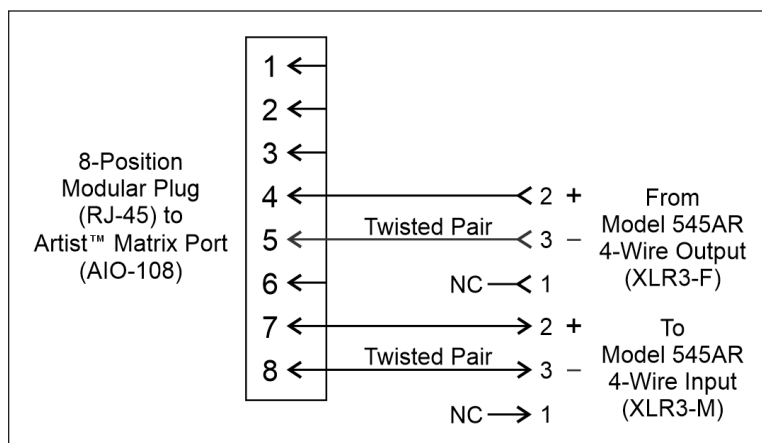 8-Position
Modular Plug
(RJ-45) to
Artist™ Matrix Port
(AIO-108)
1
2
3
4
5
6
7
8
Twisted Pair
Twisted Pair
2 +
3 –
NC 1
2 +
3 –
NC 1
From
Model 545AR
4-Wire Output
(XLR3-F)
To
Model 545AR
4-Wire Input
(XLR3-M)